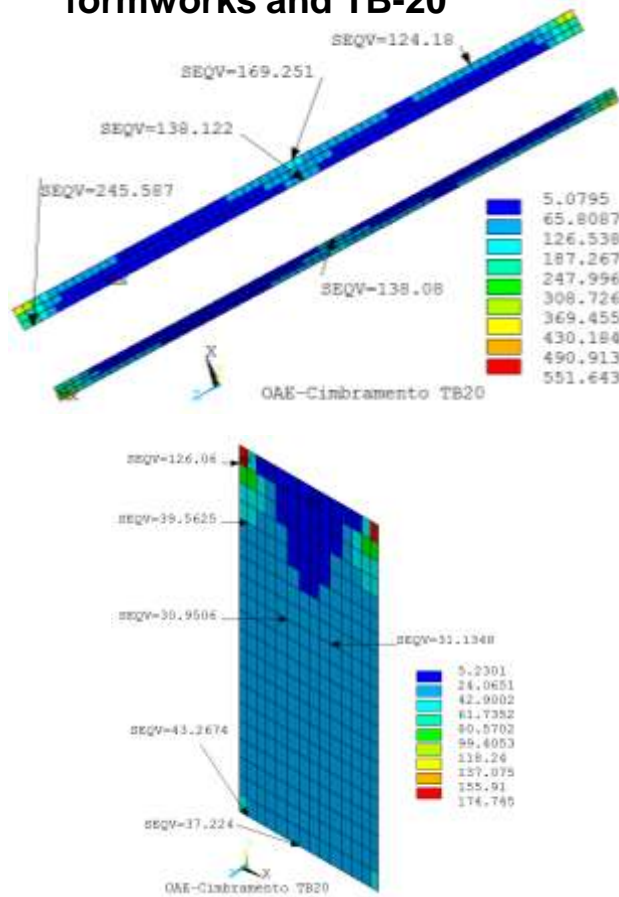 formworks and TB-20
SEQV=124.18
SEQV=169.251
SEQV=138.122
SEQV=245.587
SEQV=138.08
5.0795
65.8087
126.538
187.267
247.996
308.726
369.455
430.184
490.913
551.643
X
Z
OAE-Cimbramento TB20
SEQV=126.06
SEQV=39.5625
SEQV=30.9506
SEQV=31.1348
5.2301
24.0651
42.9002
61.7352
80.5702
99.4053
118.24
137.075
155.91
174.745
SEQV=43.2674
SEQV=37.224
X
OAE-Cimbramento TB20